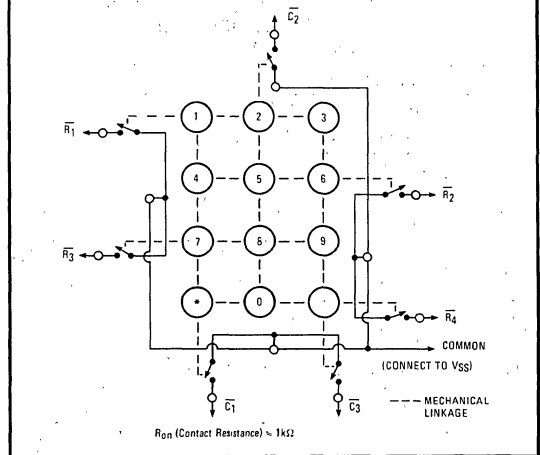 C̅2
1 2 3
R̅1
4 5 6
R̅2
R̅3
7 8 9
* 0
R̅4
COMMON
(CONNECT TO VSS)
C̅1 C̅3
---- MECHANICAL
LINKAGE
Ron (Contact Resistance) ≒ 1kΩ